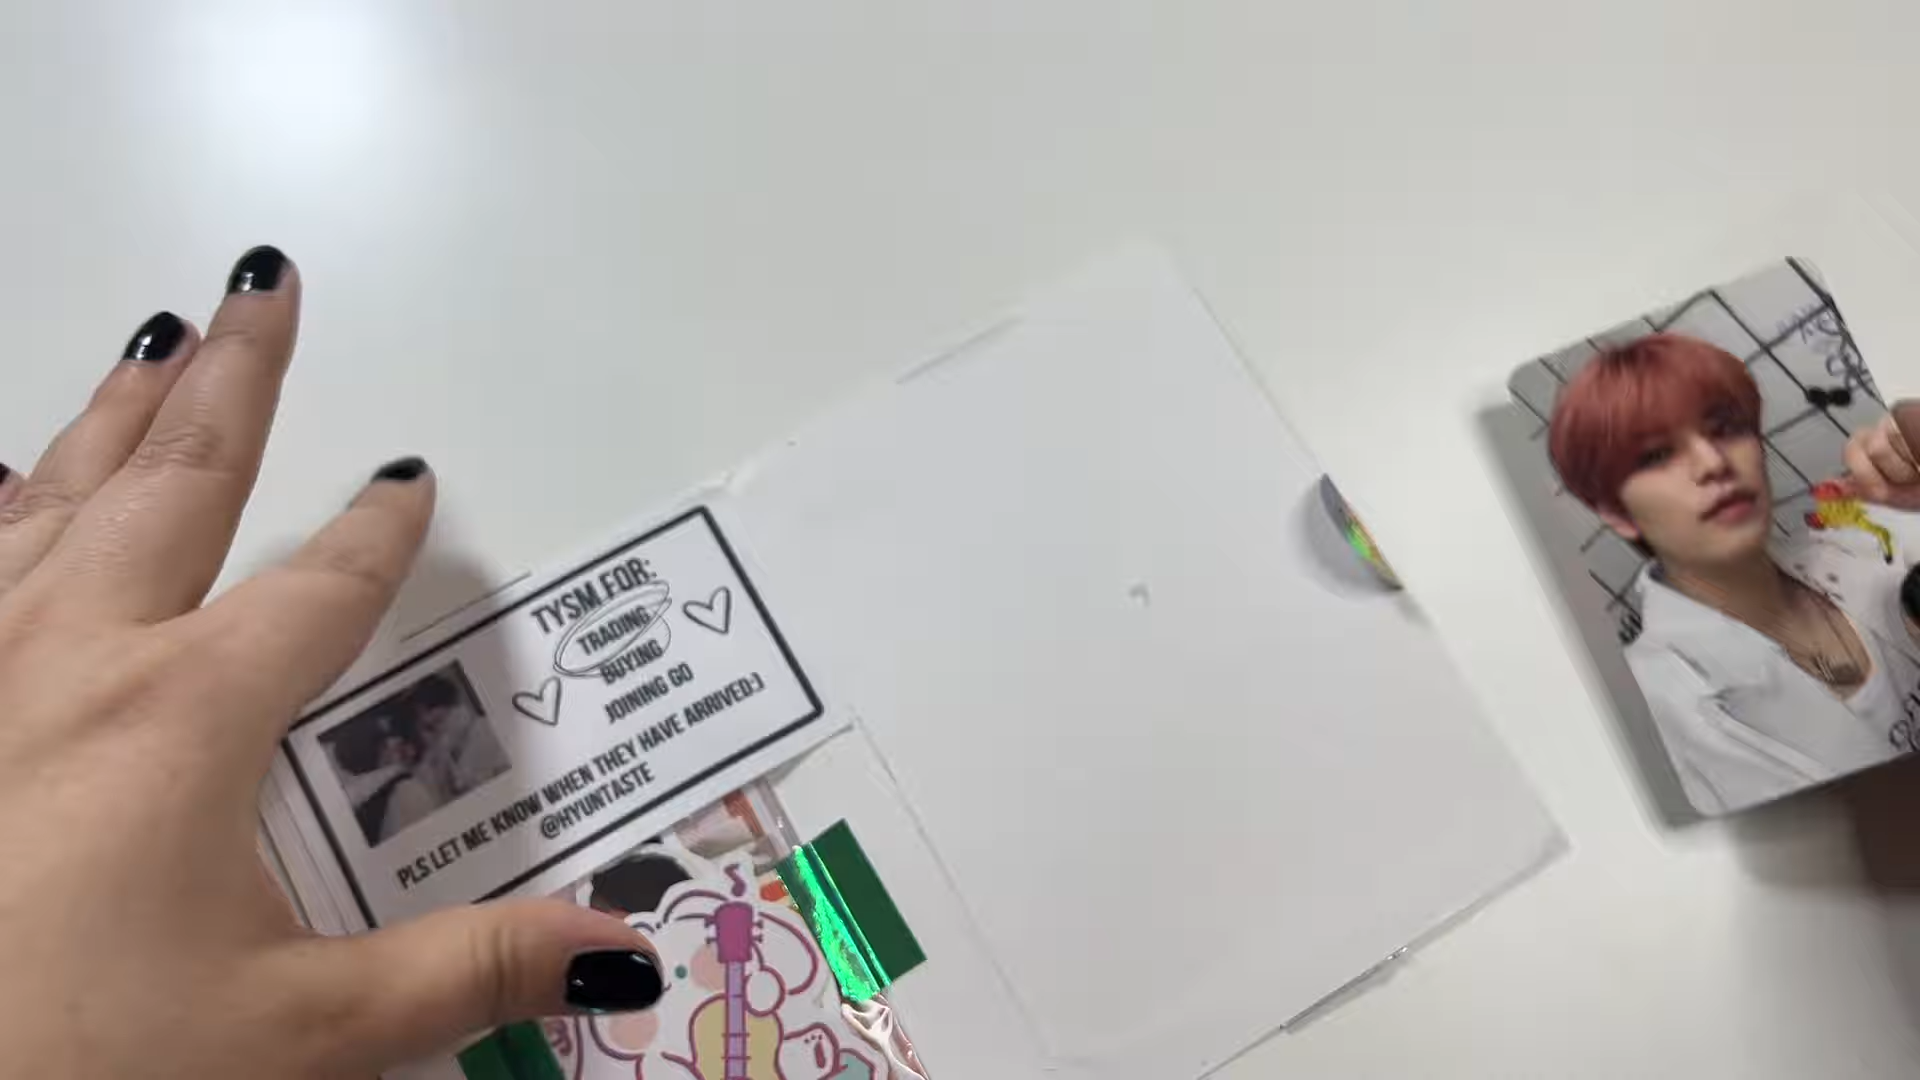 TYSM FOR:
TRADING
BUYING
JOINING GO
PLS LET ME KNOW WHEN THEY HAVE ARRIVED:)
@HYUNTASTE